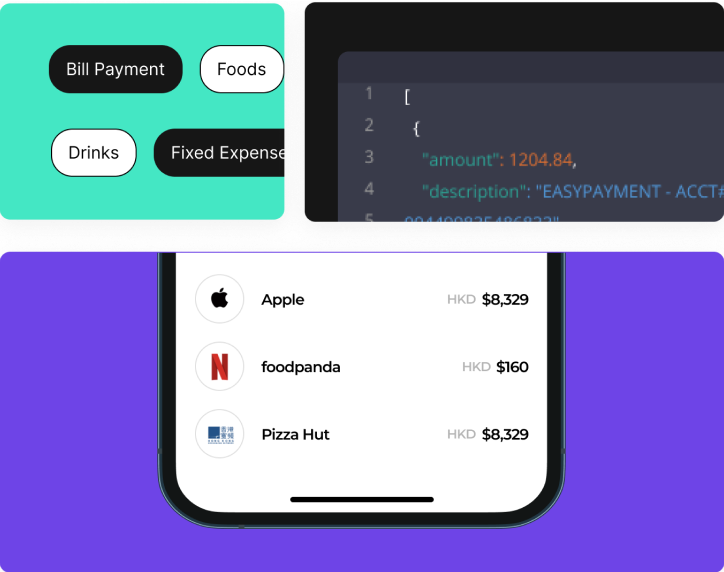 Bill Payment
Foods
Drinks
Fixed Expense
1 [
2 {
3 "amount": 1204.84,
4 "description": "EASYPAYMENT - ACCT#
5
Apple HKD $8,329
N foodpanda HKD $160
Pizza Hut HKD $8,329